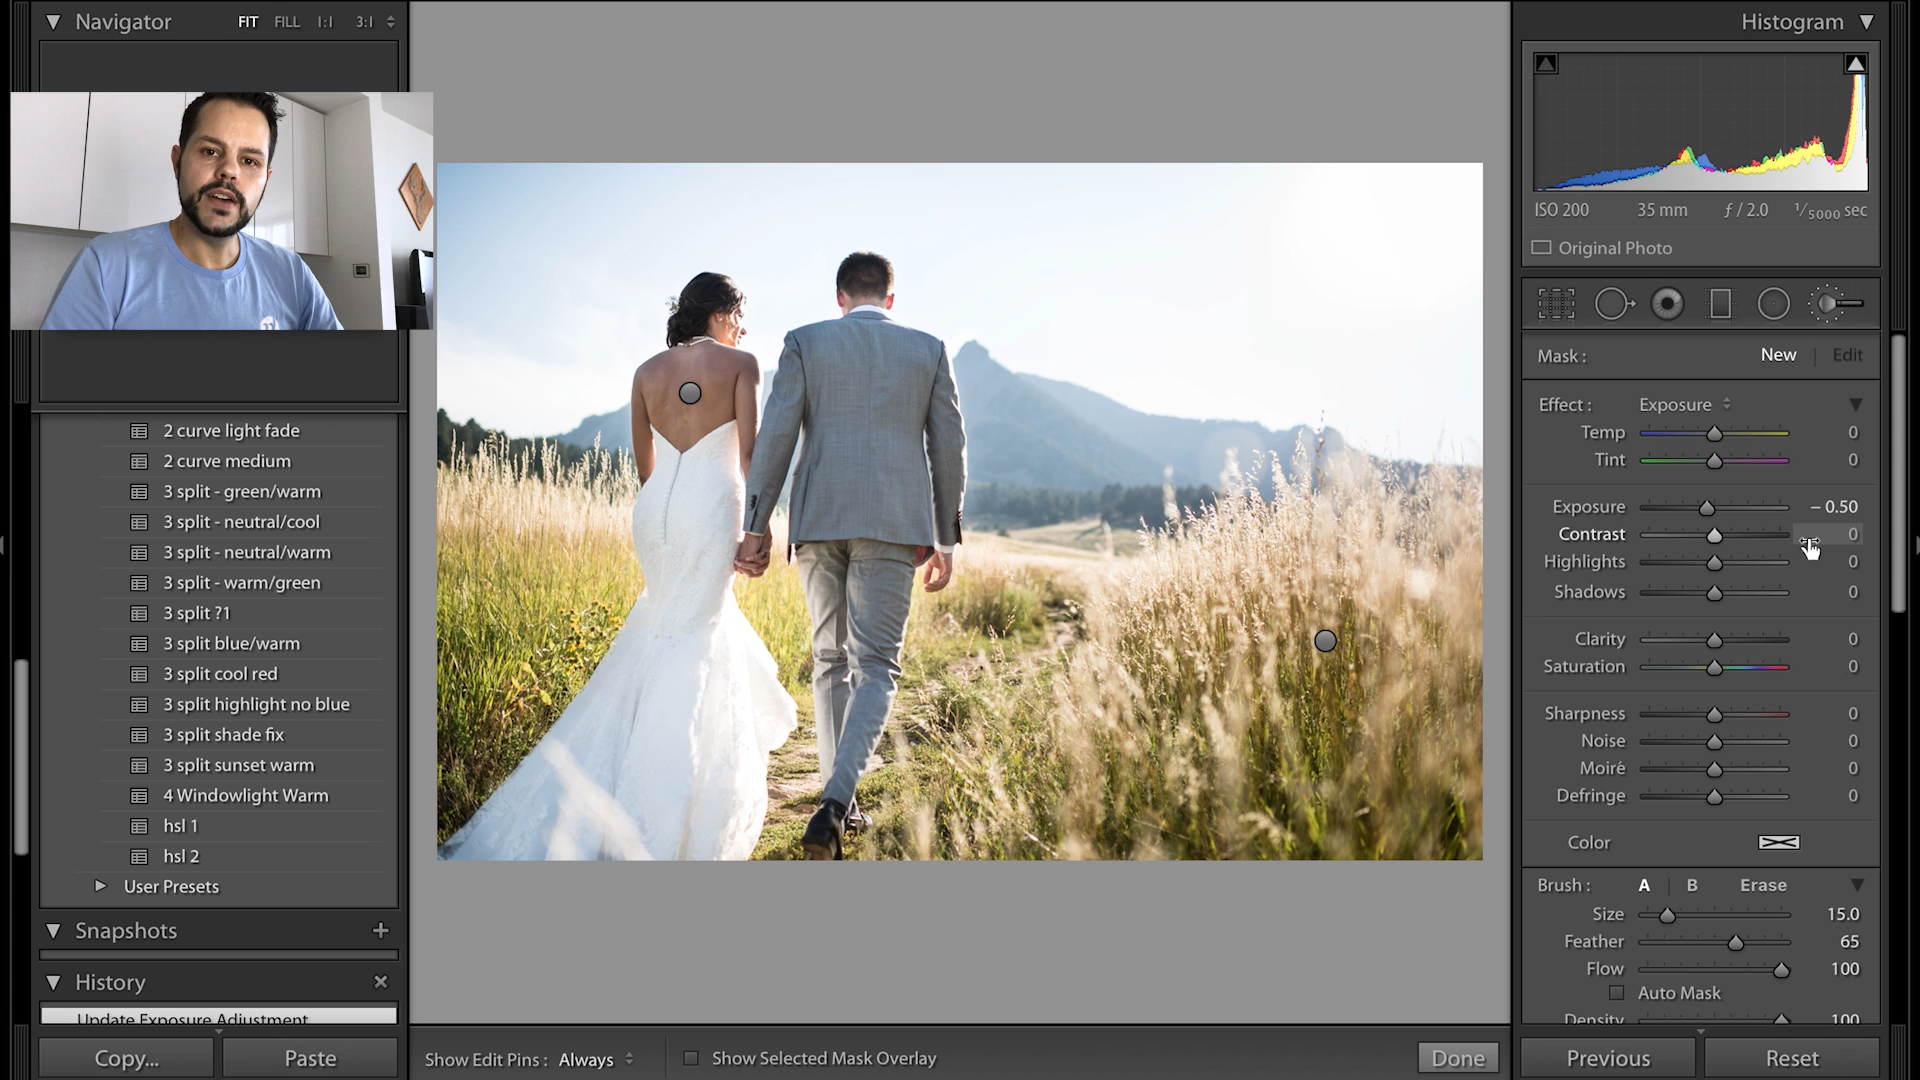 Navigator FIT FILL 1:1 3:1
2 curve light fade
2 curve medium
3 split - green/warm
3 split - neutral/cool
3 split - neutral/warm
3 split - warm/green
3 split ?1
3 split blue/warm
3 split cool red
3 split highlight no blue
3 split shade fix
3 split sunset warm
4 Windowlight Warm
hsl 1
hsl 2
User Presets
Snapshots +
History
Update Exposure Adjustment
Copy... Paste
Show Edit Pins : Always Show Selected Mask Overlay Done
Histogram
ISO 200 35 mm ƒ / 2.0 1/5000 sec
Original Photo
Mask : New | Edit
Effect : Exposure
Temp 0
Tint 0
Exposure – 0.50
Contrast 0
Highlights 0
Shadows 0
Clarity 0
Saturation 0
Sharpness 0
Noise 0
Moiré 0
Defringe 0
Color
Brush : A | B Erase
Size 15.0
Feather 65
Flow 100
Auto Mask
Density 100
Previous Reset